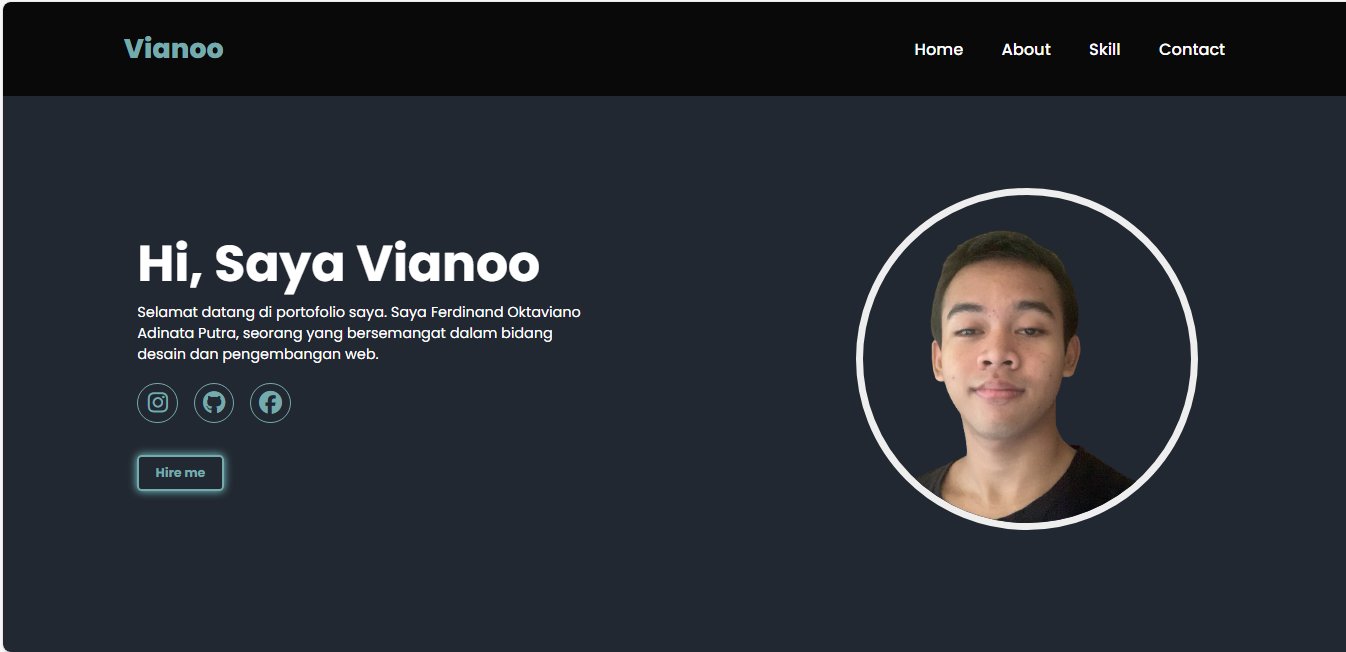 Vianoo
Home About Skill Contact
Hi, Saya Vianoo
Selamat datang di portofolio saya. Saya Ferdinand Oktaviano
Adinata Putra, seorang yang bersemangat dalam bidang
desain dan pengembangan web.
Hire me